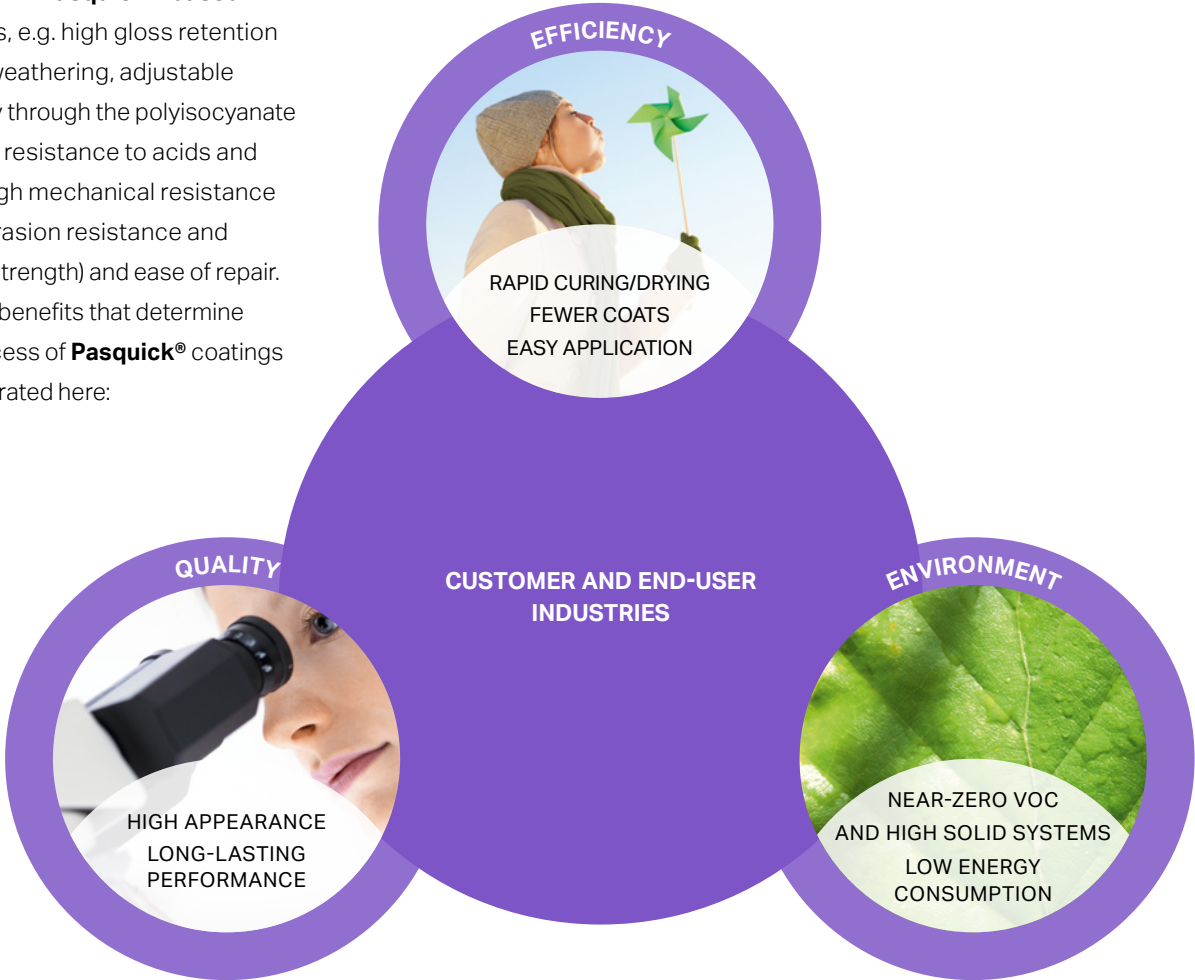 s, e.g. high gloss retention
weathering, adjustable
y through the polyisocyanate
resistance to acids and
gh mechanical resistance
rasion resistance and
trength) and ease of repair.
benefits that determine
cess of Pasquick® coatings
rated here:
EFFICIENCY
RAPID CURING/DRYING
FEWER COATS
EASY APPLICATION
CUSTOMER AND END-USER
INDUSTRIES
QUALITY
HIGH APPEARANCE
LONG-LASTING
PERFORMANCE
ENVIRONMENT
NEAR-ZERO VOC
AND HIGH SOLID SYSTEMS
LOW ENERGY
CONSUMPTION